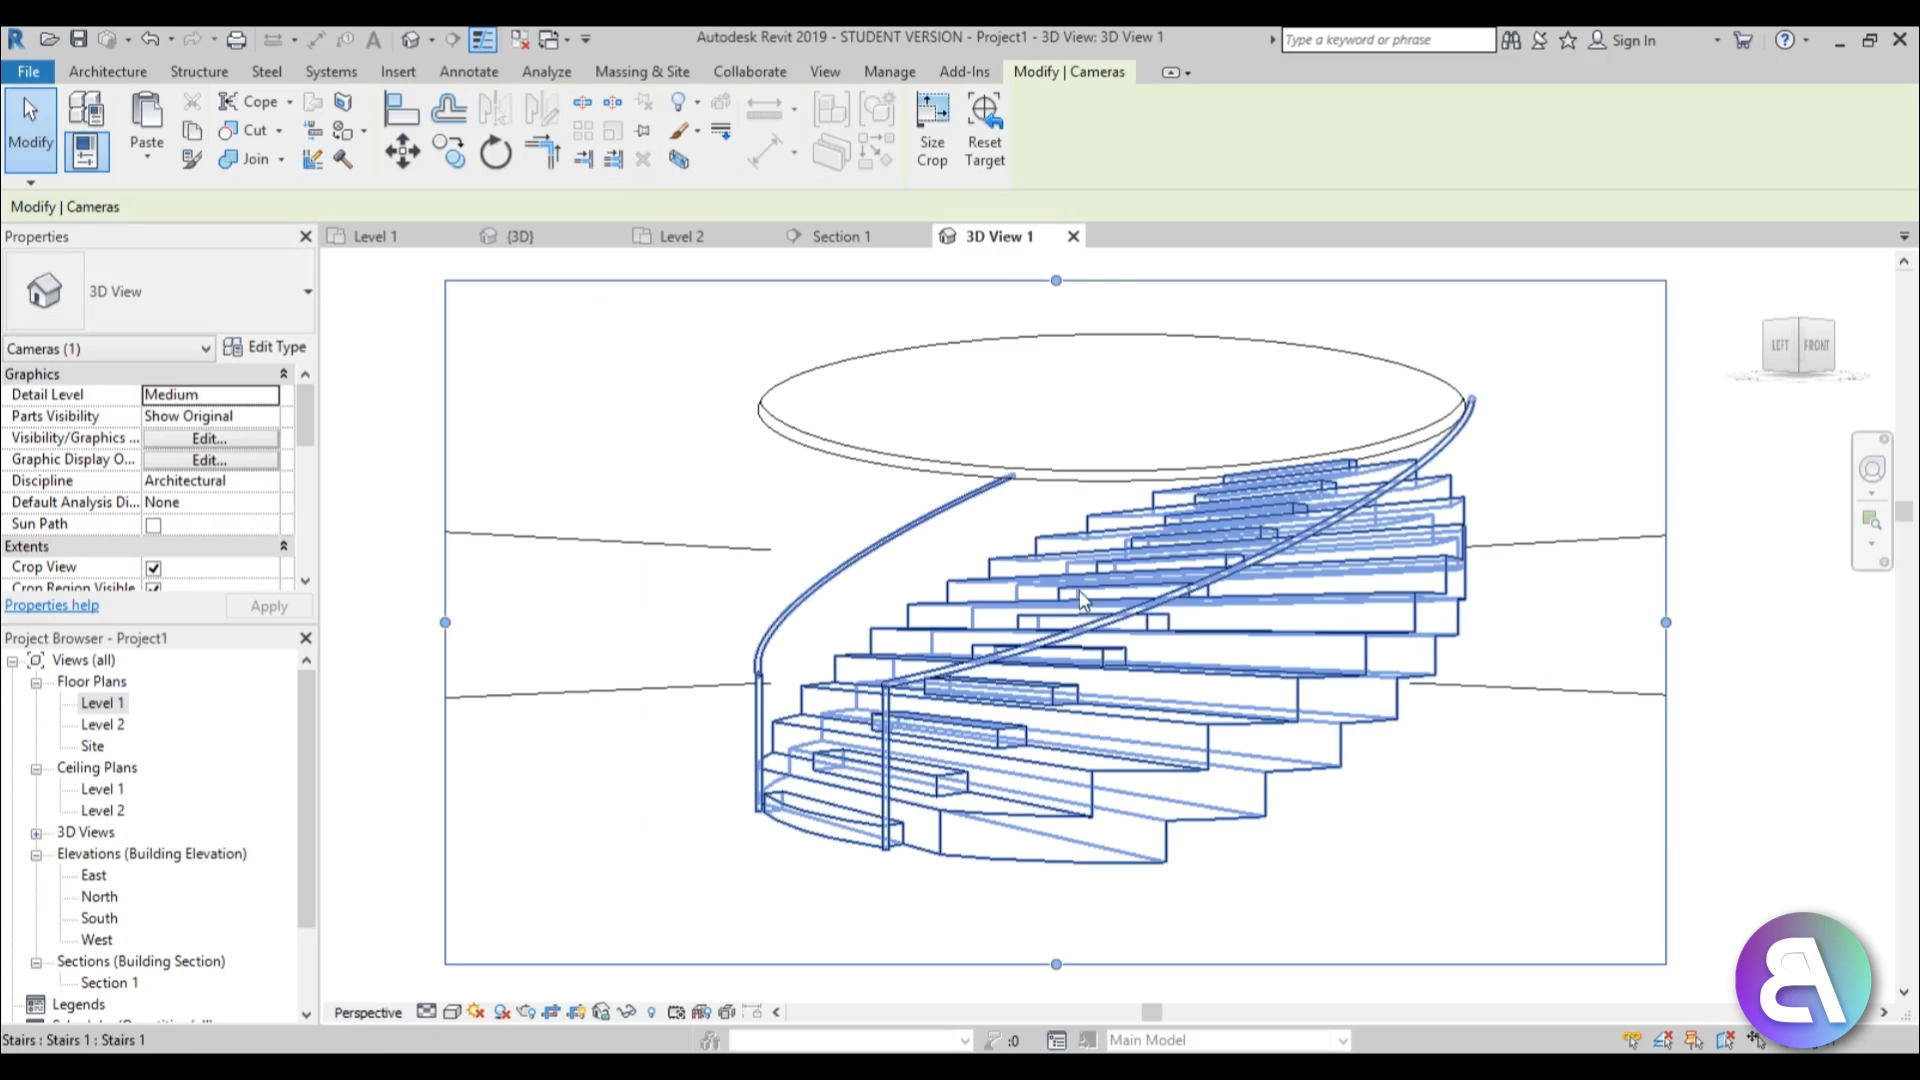 Autodesk Revit 2019 - STUDENT VERSION - Project1 - 3D View: 3D View 1
Type a keyword or phrase
Sign In
File Architecture Structure Steel Systems Insert Annotate Analyze Massing & Site Collaborate View Manage Add-Ins Modify | Cameras
Modify
Paste
Cope
Cut
Join
Size
Crop
Reset
Target
Modify | Cameras
Properties
Level 1 {3D} Level 2 Section 1 3D View 1
3D View
Cameras (1) Edit Type
Graphics
Detail Level Medium
Parts Visibility Show Original
Visibility/Graphics ... Edit...
Graphic Display O... Edit...
Discipline Architectural
Default Analysis Di... None
Sun Path
Extents
Crop View
Crop Region Visible
Properties help Apply
Project Browser - Project1
Views (all)
Floor Plans
Level 1
Level 2
Site
Ceiling Plans
Level 1
Level 2
3D Views
Elevations (Building Elevation)
East
North
South
West
Sections (Building Section)
Section 1
Legends
LEFT FRONT
Perspective
Stairs : Stairs 1 : Stairs 1
:0
Main Model